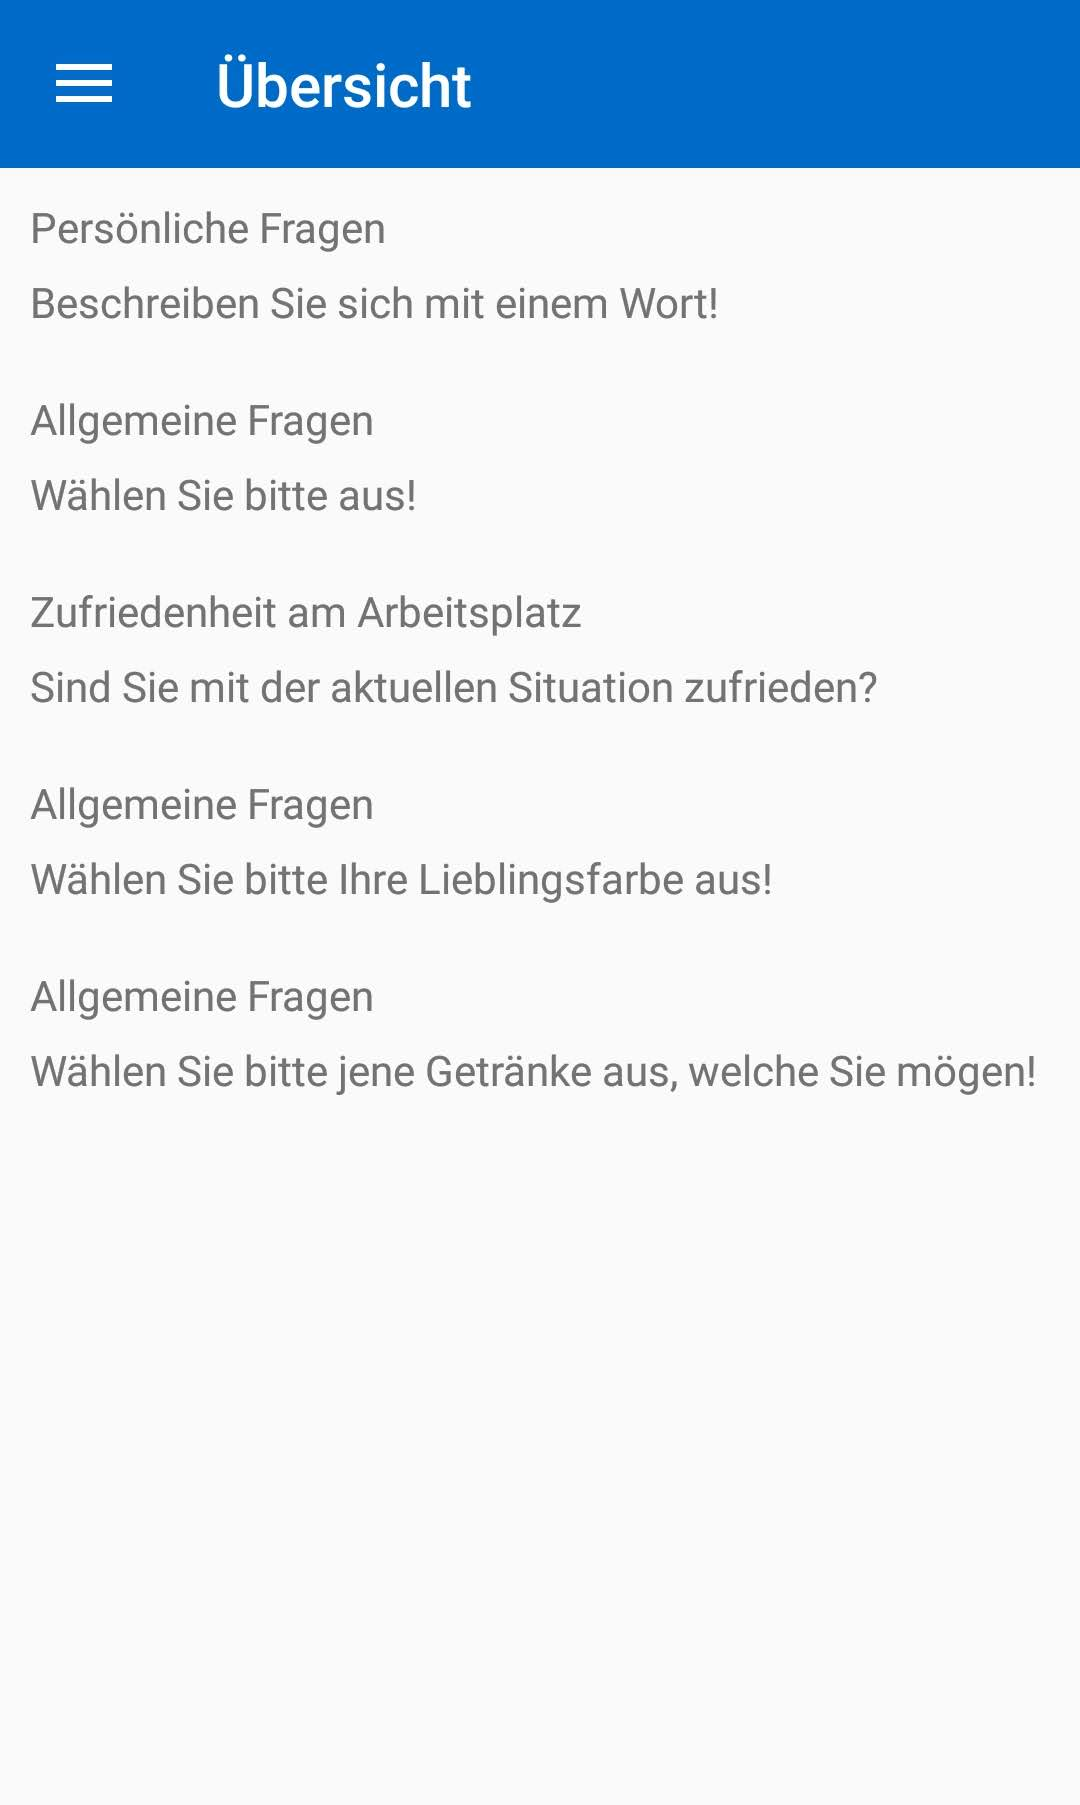 Übersicht
Persönliche Fragen
Beschreiben Sie sich mit einem Wort!
Allgemeine Fragen
Wählen Sie bitte aus!
Zufriedenheit am Arbeitsplatz
Sind Sie mit der aktuellen Situation zufrieden?
Allgemeine Fragen
Wählen Sie bitte Ihre Lieblingsfarbe aus!
Allgemeine Fragen
Wählen Sie bitte jene Getränke aus, welche Sie mögen!